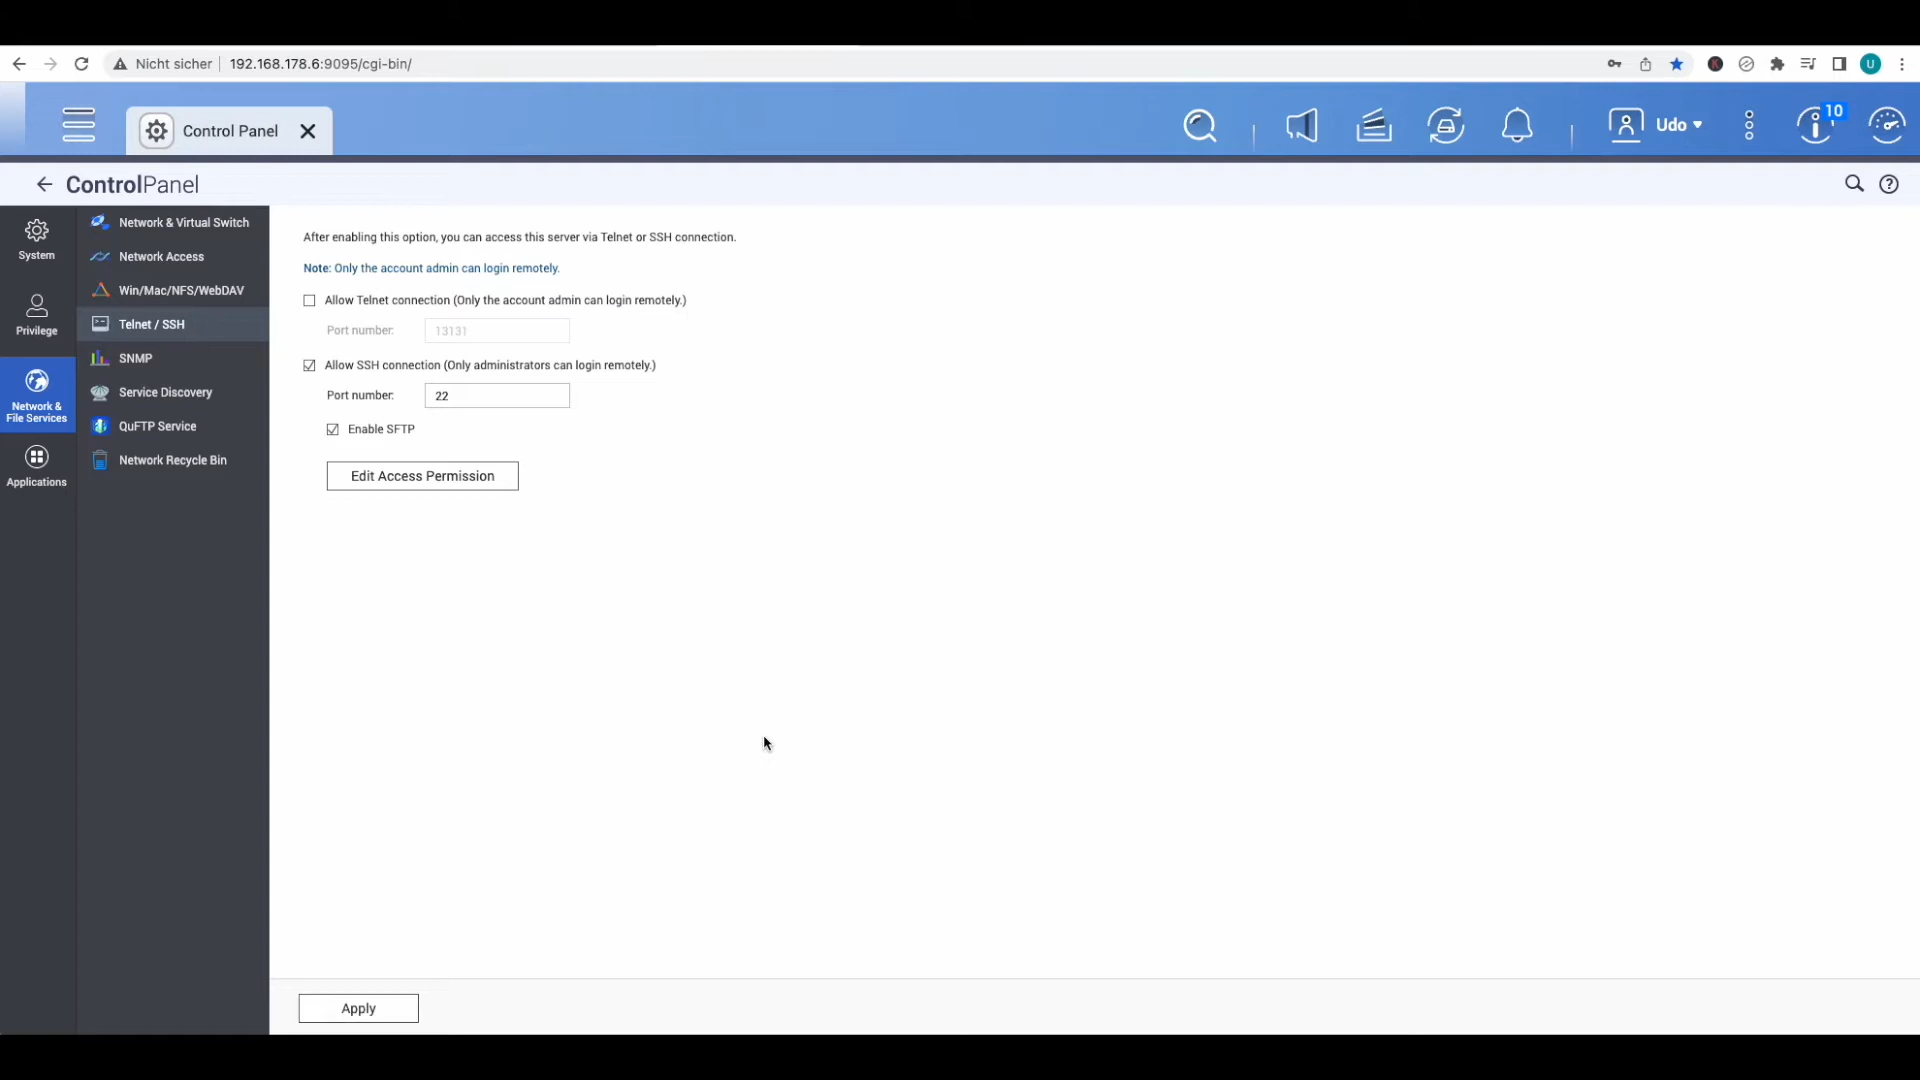 Nicht sicher 192.168.178.6:9095/cgi-bin/
U
Control Panel
Udo
10
ControlPanel
System
Privilege
Network &
File Services
Applications
Network & Virtual Switch
Network Access
Win/Mac/NFS/WebDAV
Telnet / SSH
SNMP
Service Discovery
QuFTP Service
Network Recycle Bin
After enabling this option, you can access this server via Telnet or SSH connection.
Note: Only the account admin can login remotely.
Allow Telnet connection (Only the account admin can login remotely.)
Port number: 13131
Allow SSH connection (Only administrators can login remotely.)
Port number: 22
Enable SFTP
Edit Access Permission
Apply